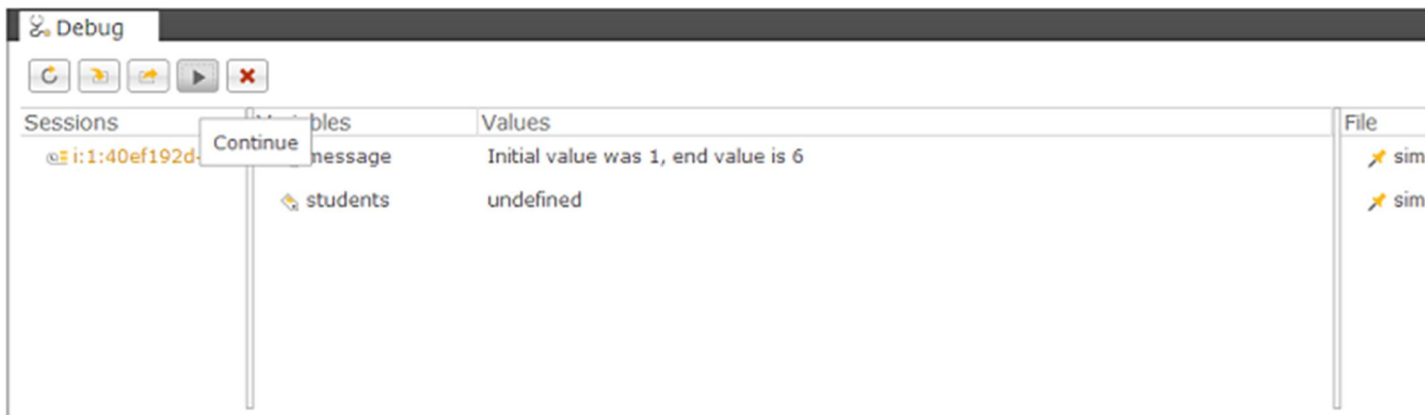 Debug
Sessions Variables Values File
Continue
i:1:40ef192d- message Initial value was 1, end value is 6 sim
students undefined sim